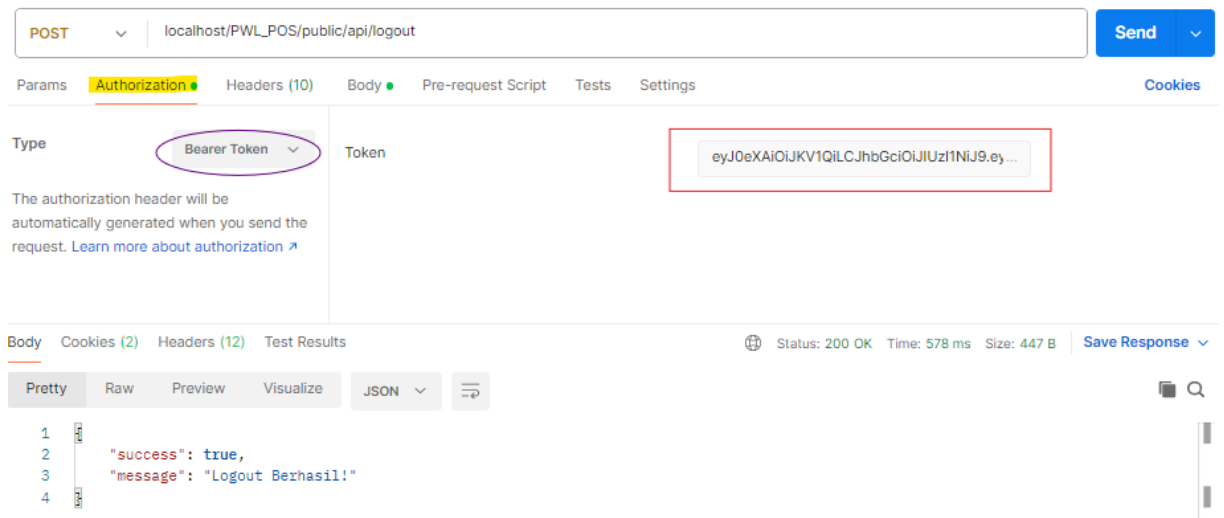 POST localhost/PWL_POS/public/api/logout Send
Params Authorization Headers (10) Body Pre-request Script Tests Settings Cookies
Type Bearer Token Token eyJ0eXAiOiJKV1QiLCJhbGciOiJIUzI1NiJ9.ey...
The authorization header will be
automatically generated when you send the
request. Learn more about authorization ↗
Body Cookies (2) Headers (12) Test Results Status: 200 OK Time: 578 ms Size: 447 B Save Response
Pretty Raw Preview Visualize JSON
1 {
2 "success": true,
3 "message": "Logout Berhasil!"
4 }